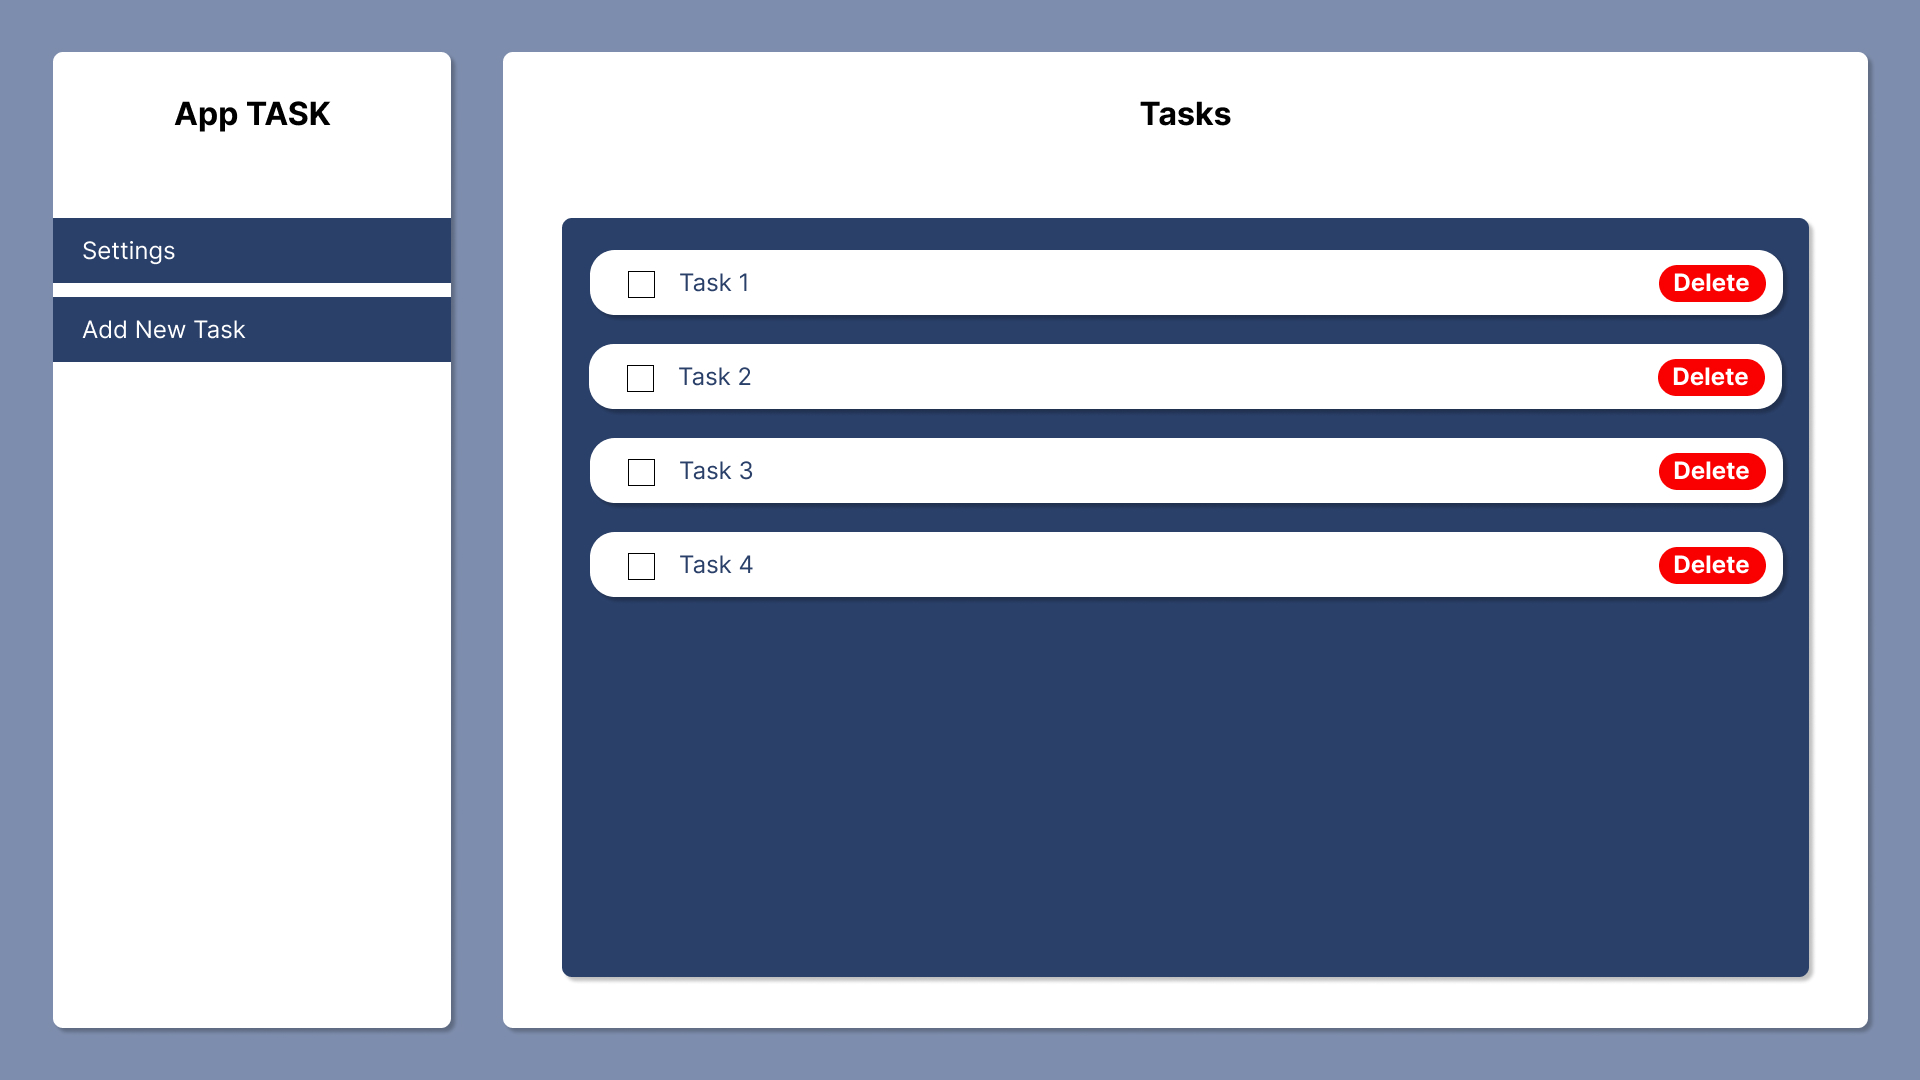 App TASK
Settings
Add New Task
Tasks
Task 1 Delete
Task 2 Delete
Task 3 Delete
Task 4 Delete